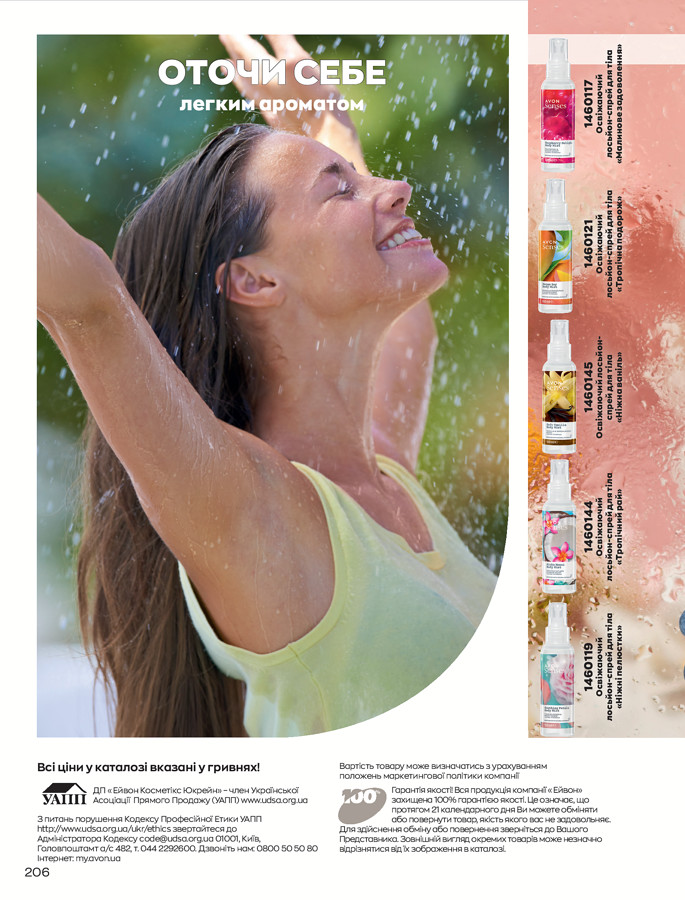 ОТОЧИ СЕБЕ
легким ароматом
1460117
Освіжаючий
лосьйон-спрей для тіла
«Малинове задоволення»
AVON
Senses
1460121
Освіжаючий
лосьйон-спрей для тіла
«Тропічна подорож»
AVON
Senses
1460145
Освіжаючий лосьйон-
спрей для тіла
«Ніжна ваніль»
AVON
Senses
1460144
Освіжаючий
лосьйон-спрей для тіла
«Тропічний рай»
1460119
Освіжаючий
лосьйон-спрей для тіла
«Ніжні пелюстки»
Всі ціни у каталозі вказані у гривнях!
УАПП
ДП «Ейвон Косметікс Юкрейн» – член Української
Асоціації Прямого Продажу (УАПП) www.udsa.org.ua
З питань порушення Кодексу Професійної Етики УАПП
http://www.udsa.org.ua/ukr/ethics звертайтеся до
Адміністратора Кодексу code@udsa.org.ua 01001, Київ,
Головпоштамт а/с 482, т. 044 2292600. Дзвоніть нам: 0800 50 50 80
Інтернет: my.avon.ua
Вартість товару може визначатись з урахуванням
положень маркетингової політики компанії
100%
Гарантія якості! Вся продукція компанії «Ейвон»
захищена 100% гарантією якості. Це означає, що
протягом 21 календарного дня Ви можете обміняти
або повернути товар, якість якого вас не задовольняє.
Для здійснення обміну або повернення зверніться до Вашого
Представника. Зовнішній вигляд окремих товарів може незначно
відрізнятися від їх зображення в каталозі.
206